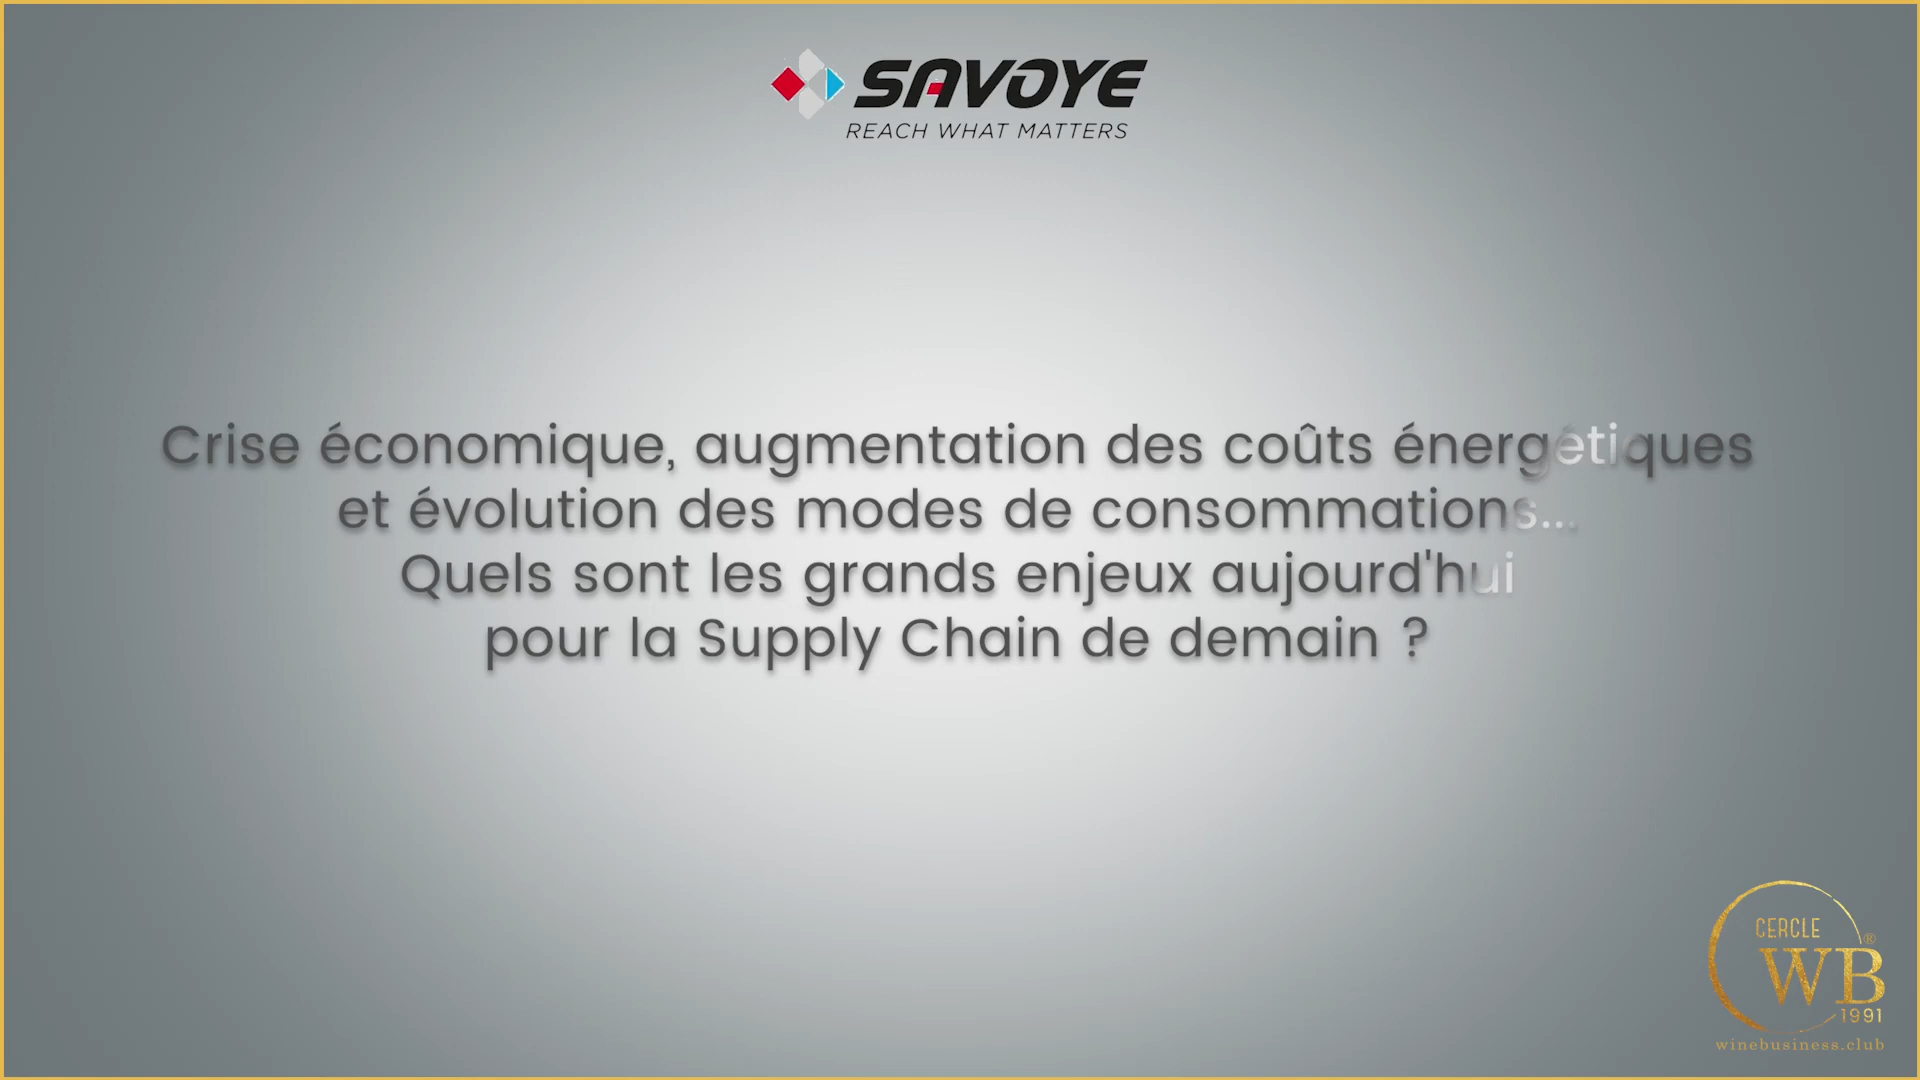 SAVOYE
REACH WHAT MATTERS
Crise économique, augmentation des coûts énergétiques
et évolution des modes de consommations...
Quels sont les grands enjeux aujourd'hui
pour la Supply Chain de demain ?
CERCLE
WB®
1991
winebusiness.club